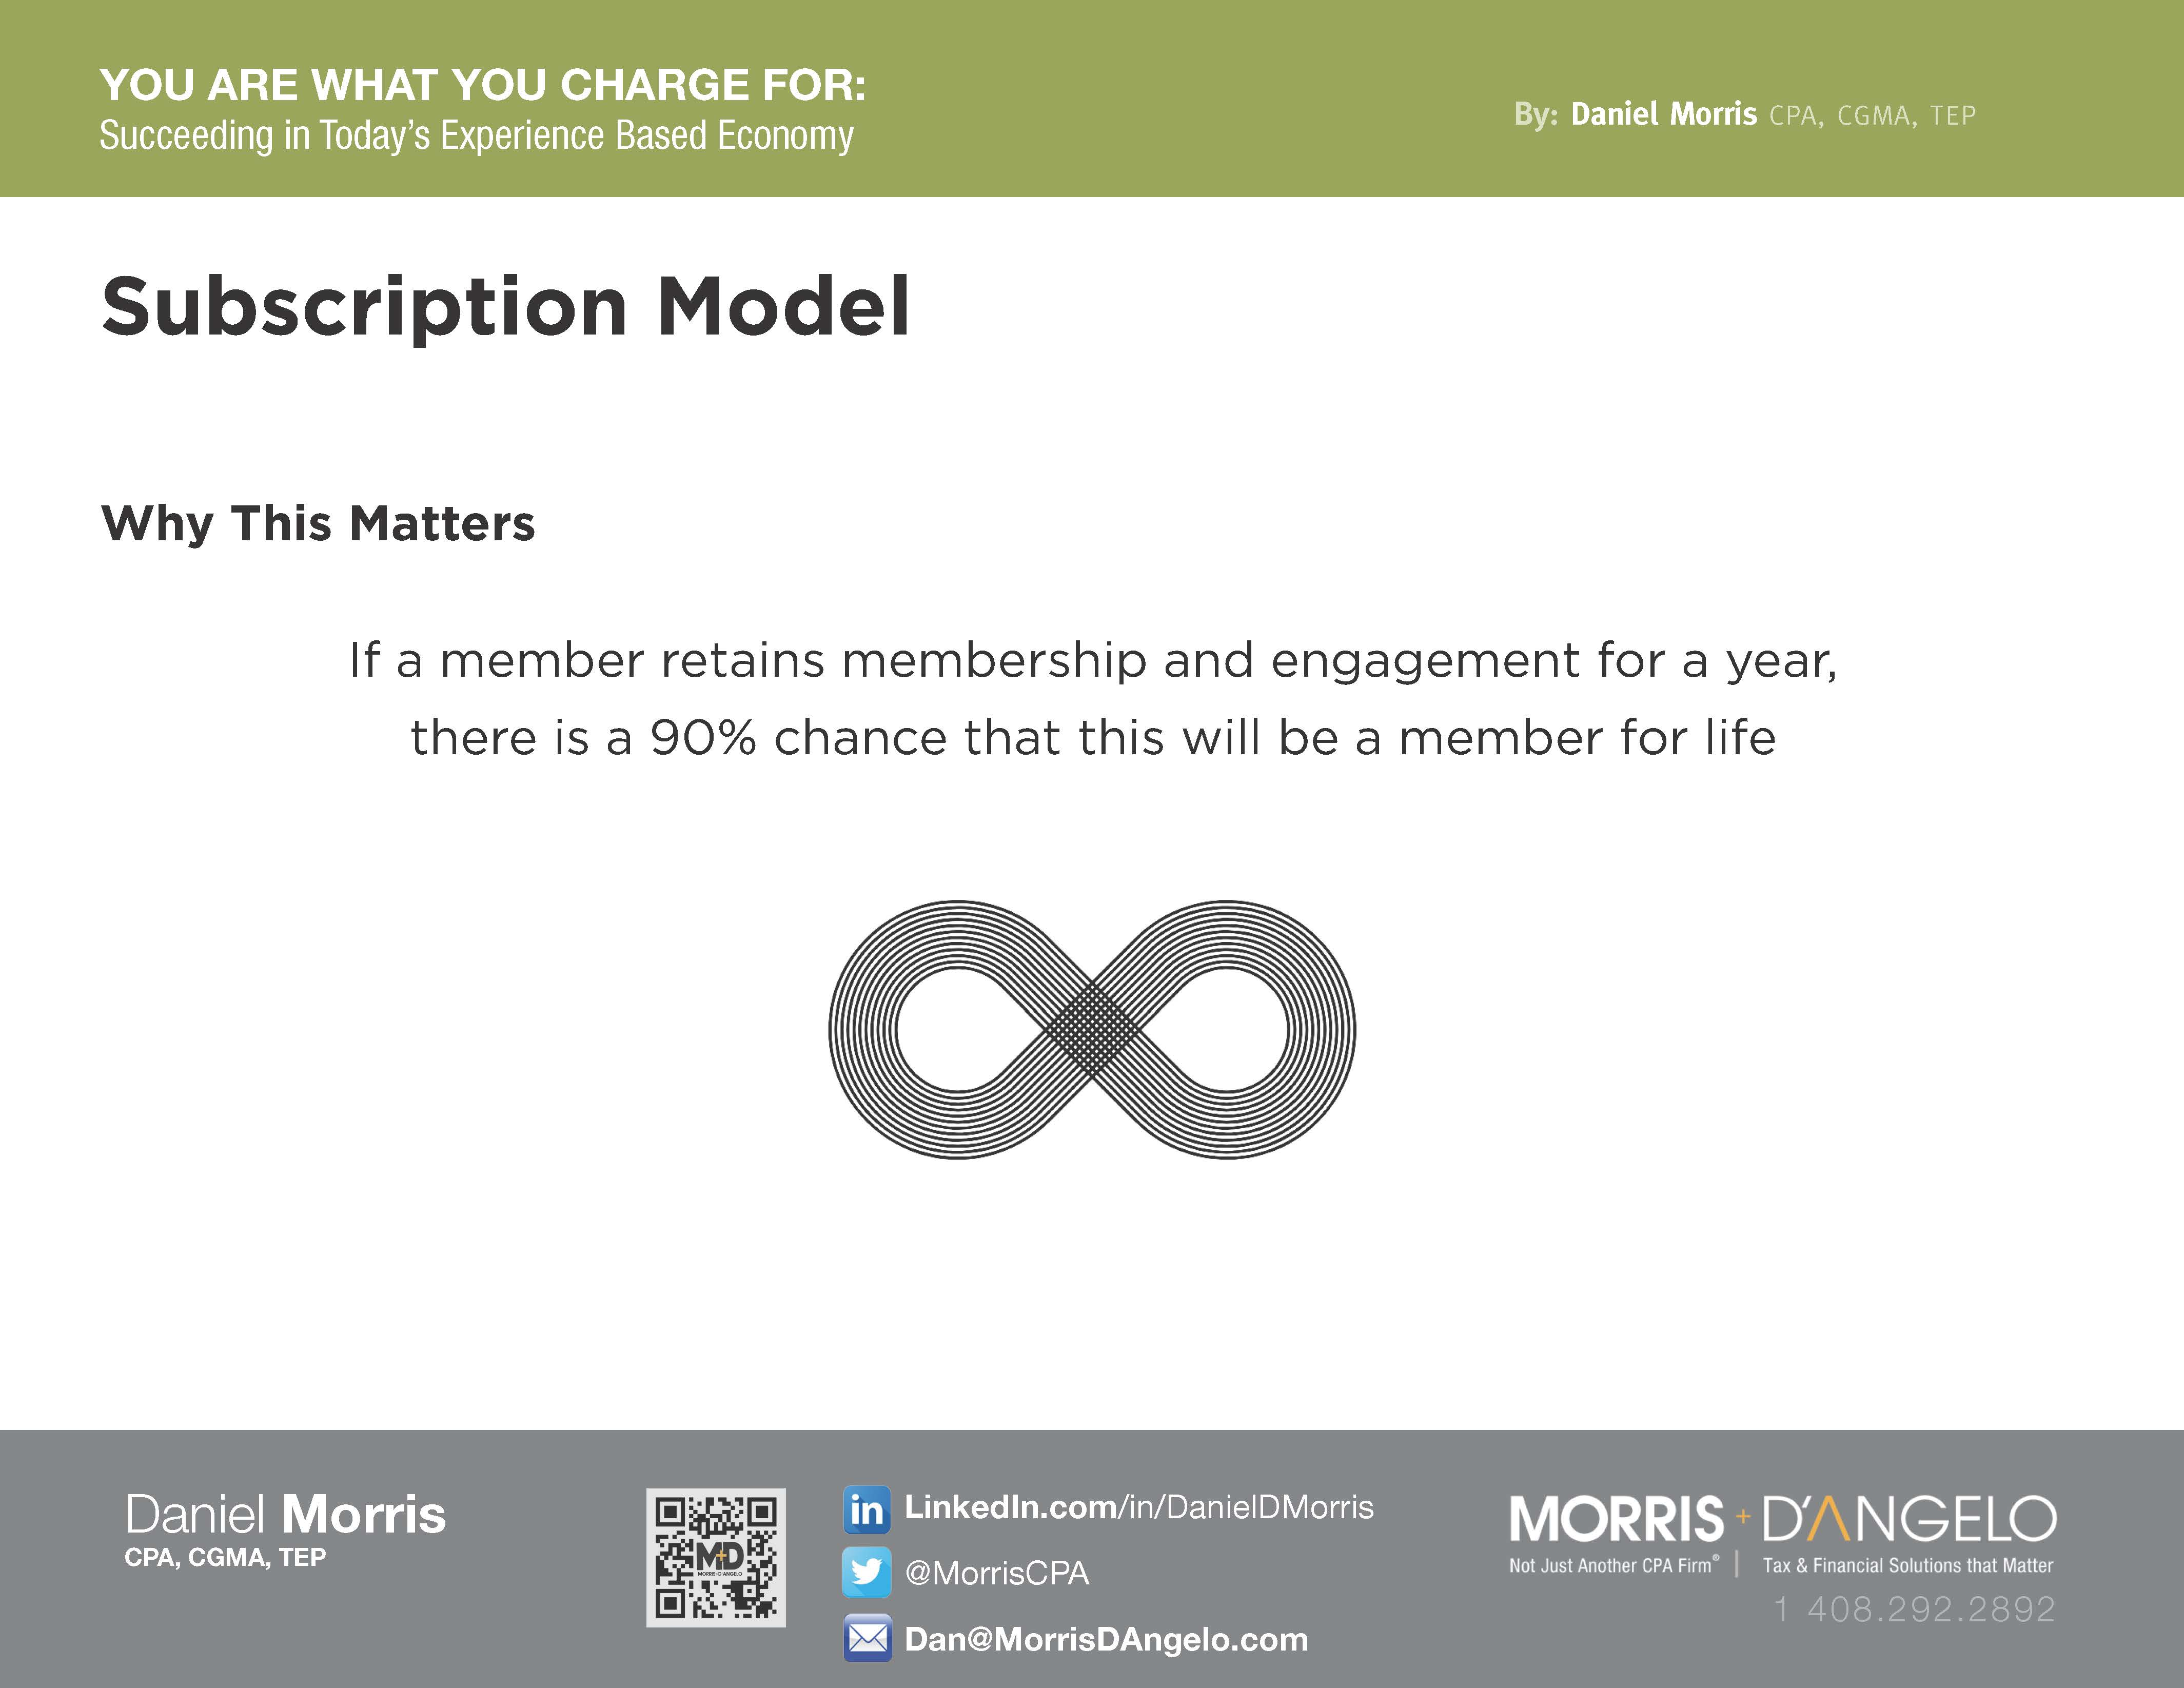 YOU ARE WHAT YOU CHARGE FOR:
Succeeding in Today's Experience Based Economy
By: Daniel Morris CPA, CGMA, TEP
Subscription Model
Why This Matters
If a member retains membership and engagement for a year,
there is a 90% chance that this will be a member for life
Daniel Morris
CPA, CGMA, TEP
M+D
MORRIS+D'ANGELO
LinkedIn.com/in/DanielDMorris
@MorrisCPA
Dan@MorrisDAngelo.com
MORRIS + D'ANGELO
Not Just Another CPA Firm® | Tax & Financial Solutions that Matter
1 408.292.2892